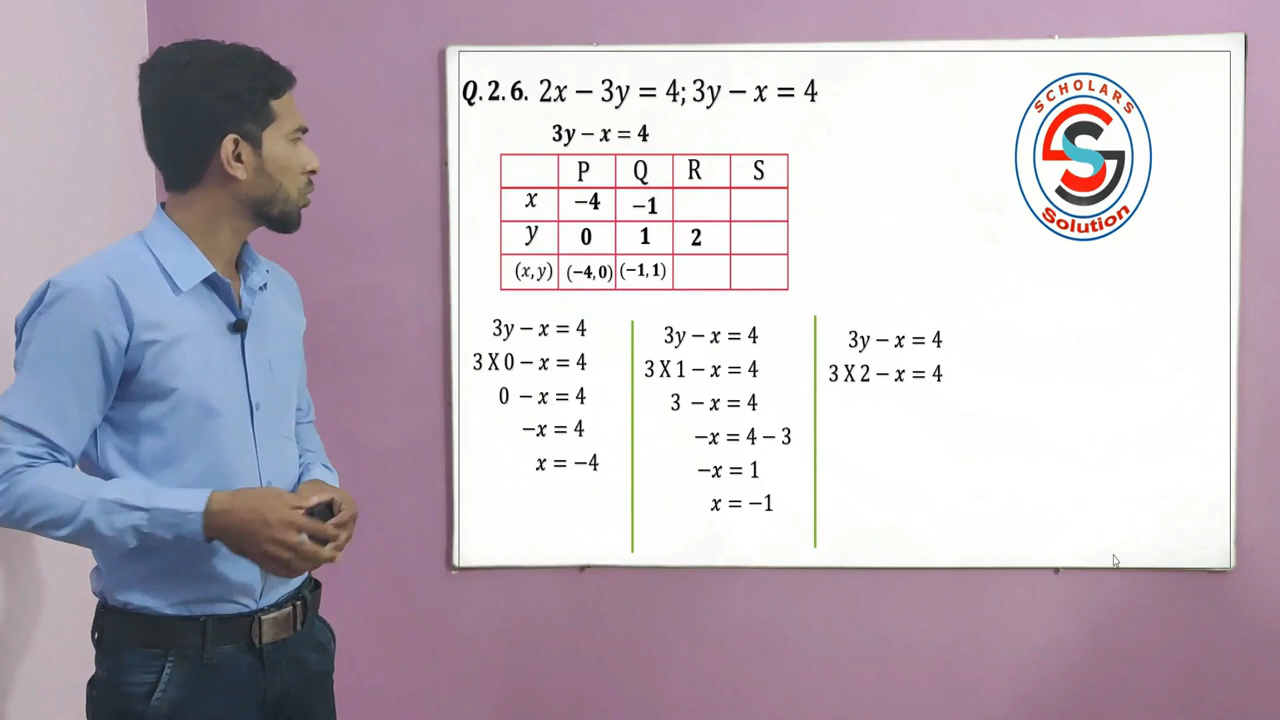 Q.2.6. 2x − 3y = 4; 3y − x = 4
SCHOLARS
Solution
3y − x = 4
P Q R S
x −4 −1
y 0 1 2
(x, y) (−4, 0) (−1, 1)
3y − x = 4
3 X 0 − x = 4
0 − x = 4
−x = 4
x = −4
3y − x = 4
3 X 1 − x = 4
3 − x = 4
−x = 4 − 3
−x = 1
x = −1
3y − x = 4
3 X 2 − x = 4